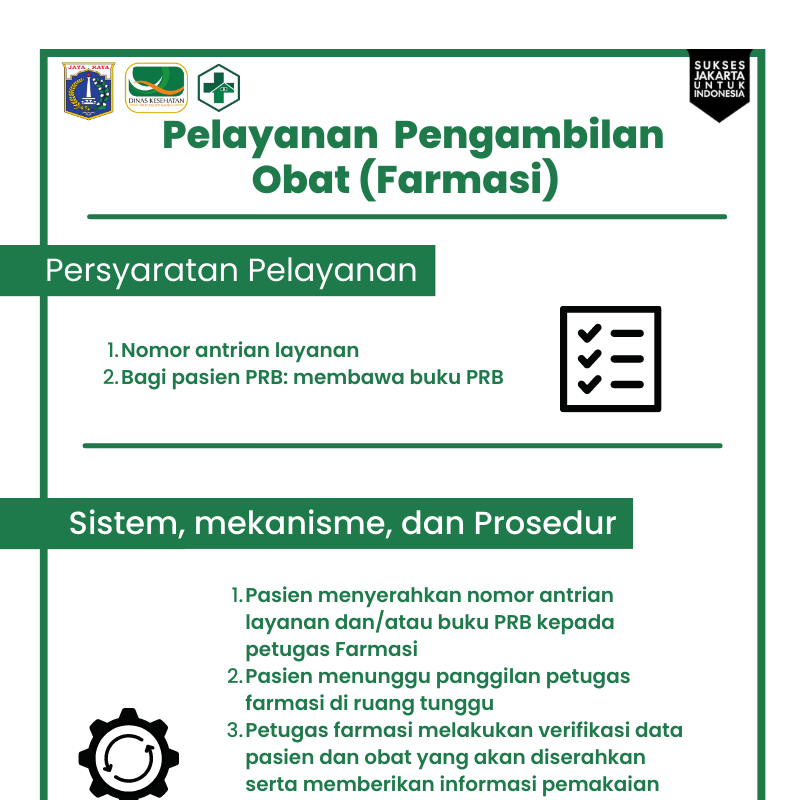 JAYA RAYA
DINAS KESEHATAN
SUKSES
JAKARTA
UNTUK
INDONESIA
Pelayanan Pengambilan
Obat (Farmasi)
Persyaratan Pelayanan
1. Nomor antrian layanan
2. Bagi pasien PRB: membawa buku PRB
Sistem, mekanisme, dan Prosedur
1. Pasien menyerahkan nomor antrian
layanan dan/atau buku PRB kepada
petugas Farmasi
2. Pasien menunggu panggilan petugas
farmasi di ruang tunggu
3. Petugas farmasi melakukan verifikasi data
pasien dan obat yang akan diserahkan
serta memberikan informasi pemakaian